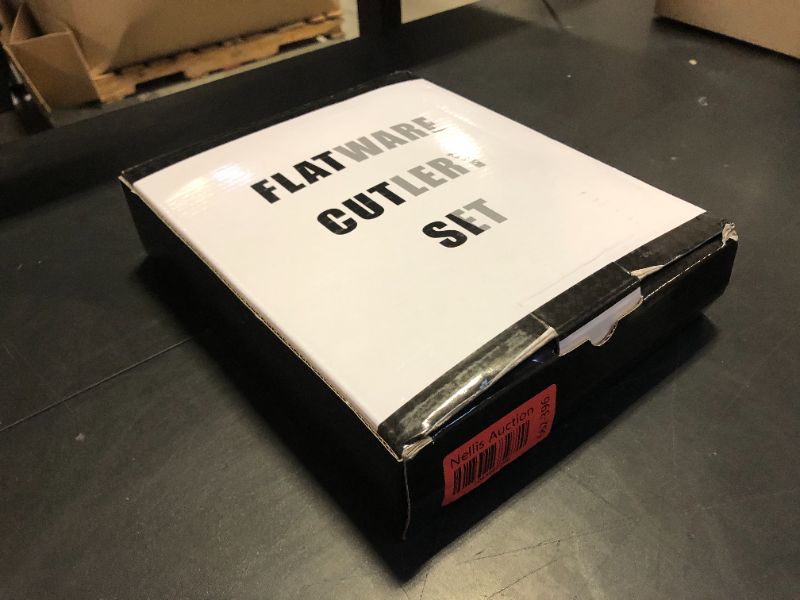 FLATWARE
CUTLERY
SET
Nellis Auction